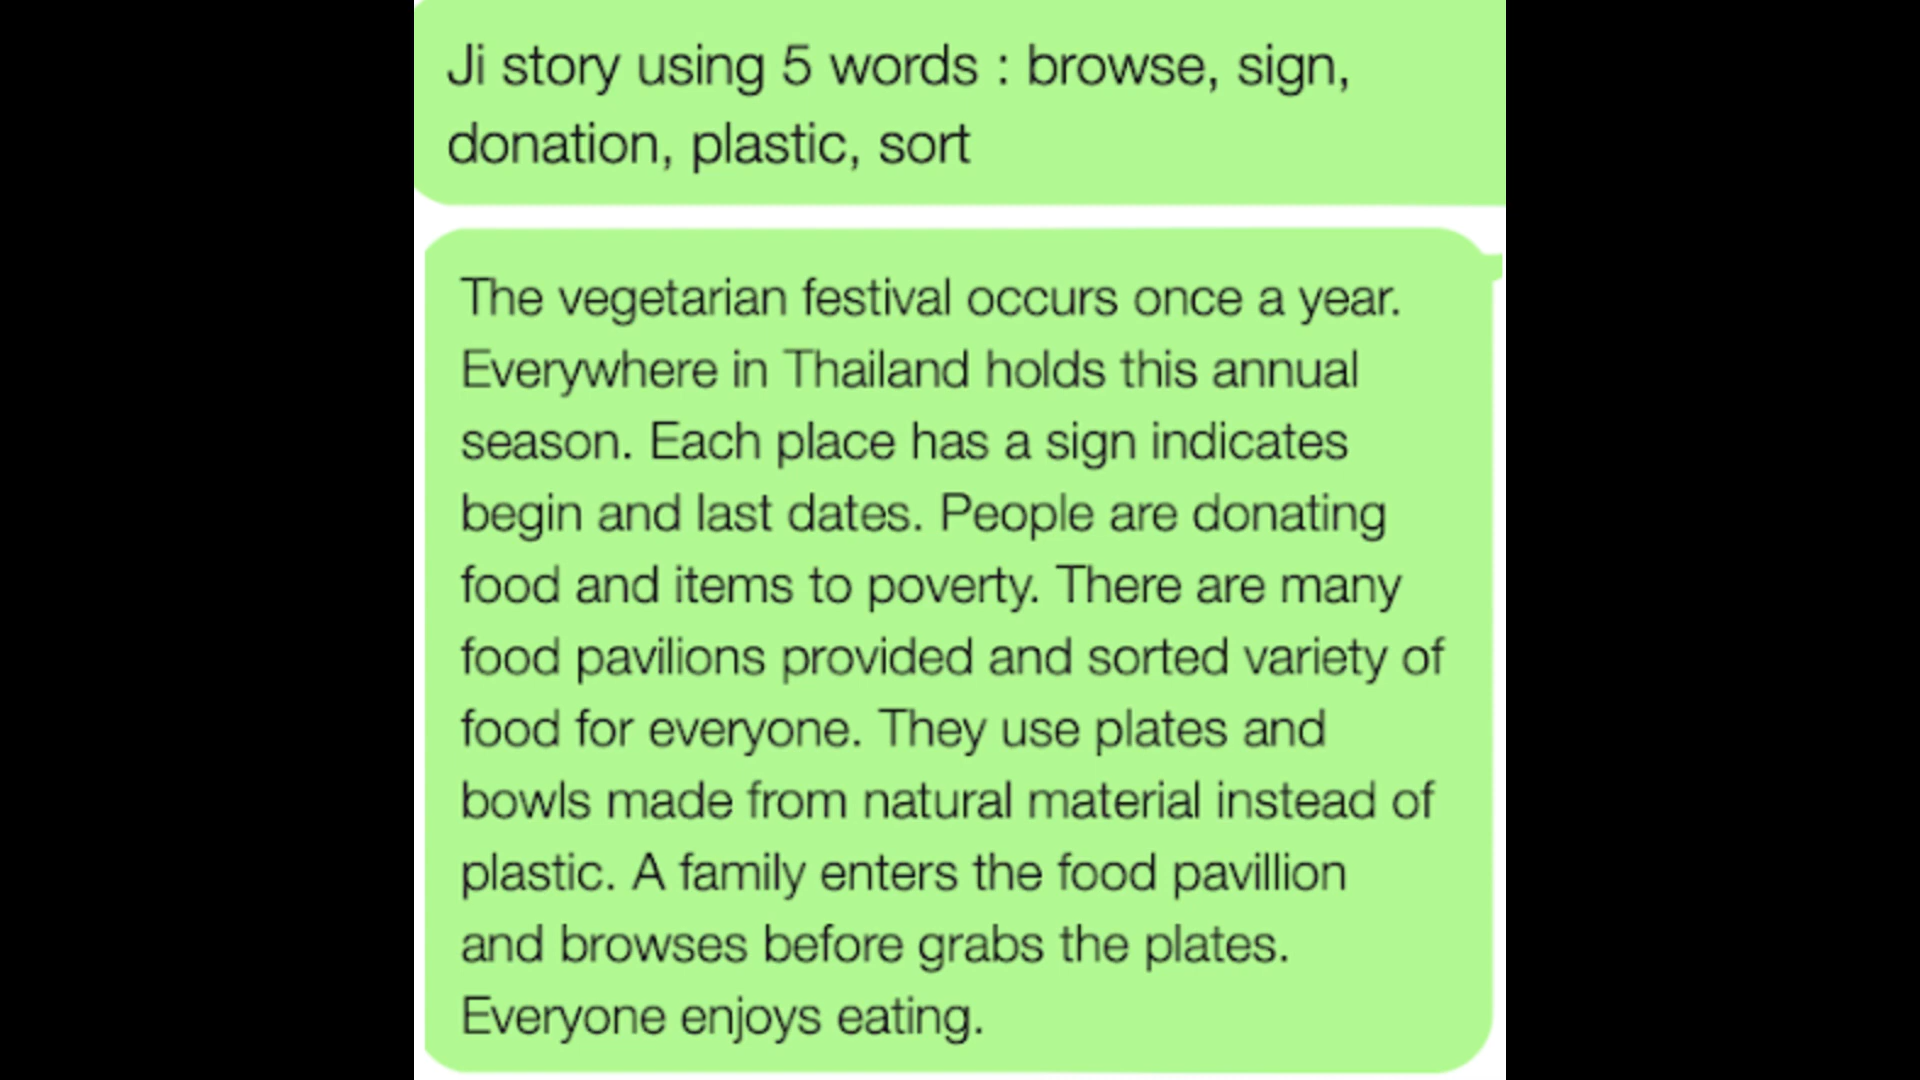 Ji story using 5 words : browse, sign,
donation, plastic, sort
The vegetarian festival occurs once a year.
Everywhere in Thailand holds this annual
season. Each place has a sign indicates
begin and last dates. People are donating
food and items to poverty. There are many
food pavilions provided and sorted variety of
food for everyone. They use plates and
bowls made from natural material instead of
plastic. A family enters the food pavillion
and browses before grabs the plates.
Everyone enjoys eating.